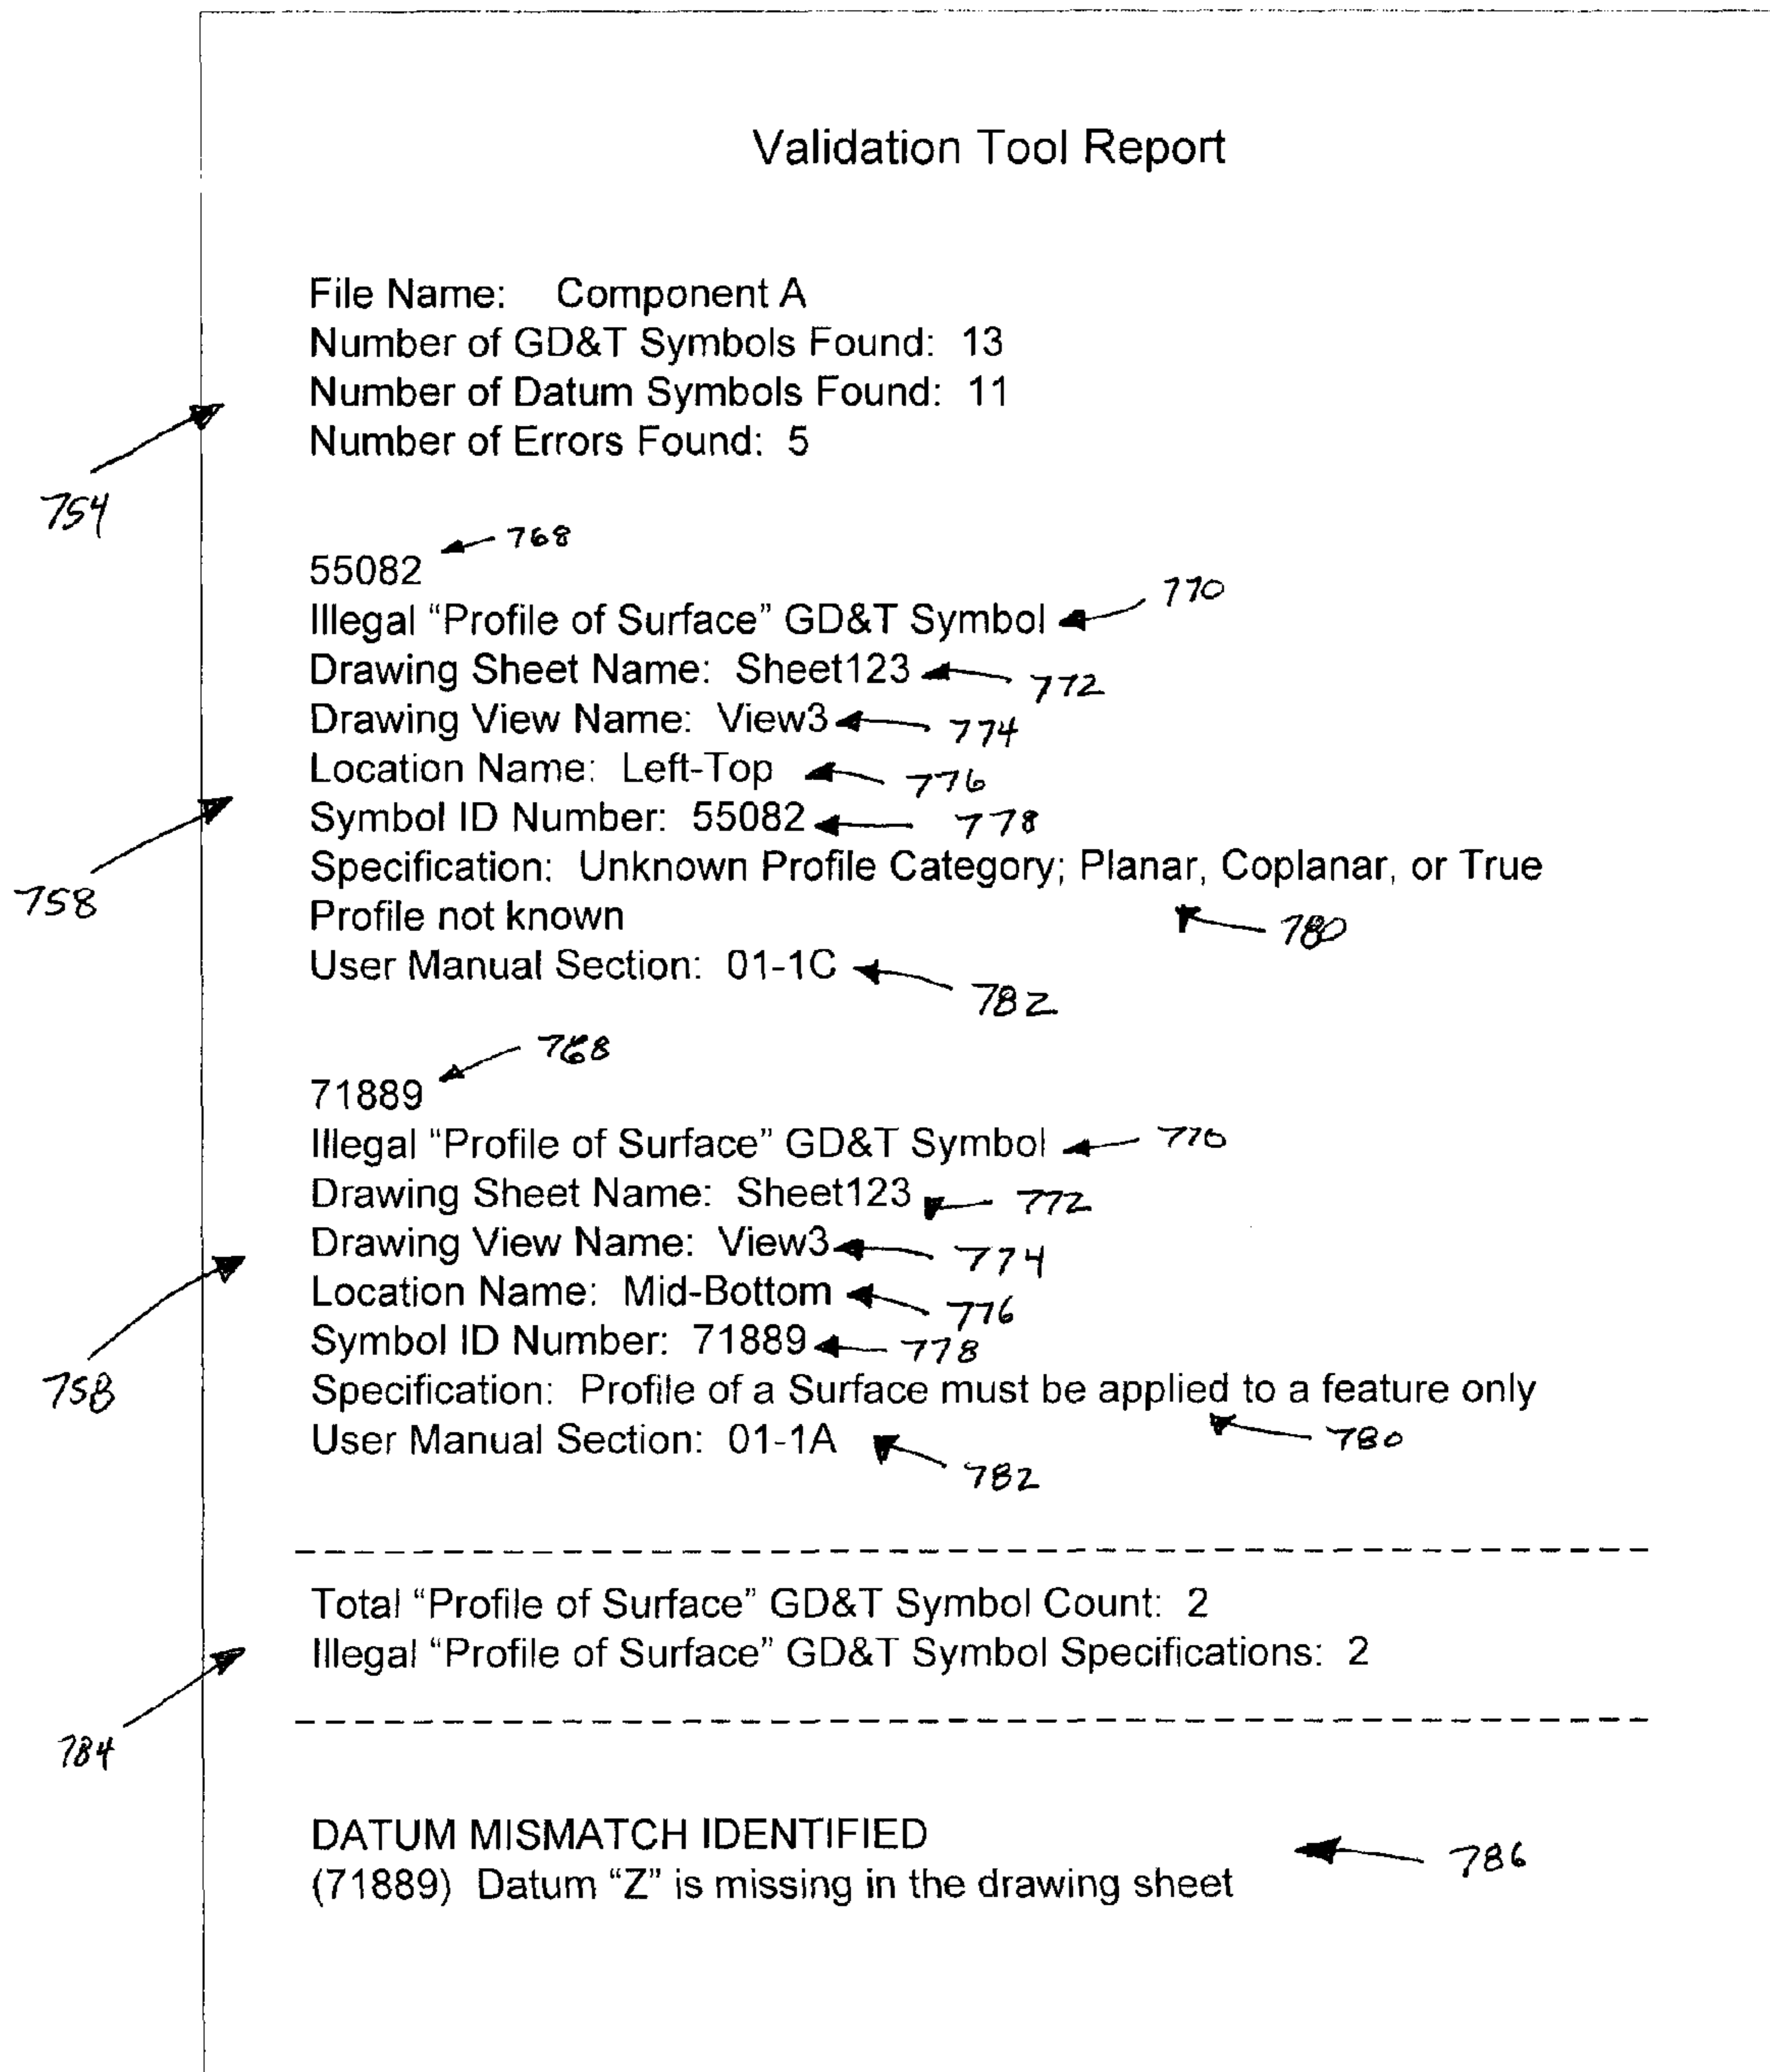 Validation Tool Report
File Name: Component A
Number of GD&T Symbols Found: 13
Number of Datum Symbols Found: 11
754
Number of Errors Found: 5
55082 768
Illegal “Profile of Surface” GD&T Symbol 770
Drawing Sheet Name: Sheet123 772
Drawing View Name: View3 774
Location Name: Left-Top 776
758
Symbol ID Number: 55082 778
Specification: Unknown Profile Category; Planar, Coplanar, or True
Profile not known 780
User Manual Section: 01-1C 782
71889 768
Illegal “Profile of Surface” GD&T Symbol 770
Drawing Sheet Name: Sheet123 772
Drawing View Name: View3 774
Location Name: Mid-Bottom 776
758
Symbol ID Number: 71889 778
Specification: Profile of a Surface must be applied to a feature only 780
User Manual Section: 01-1A 782
Total “Profile of Surface” GD&T Symbol Count: 2
Illegal “Profile of Surface” GD&T Symbol Specifications: 2
784
DATUM MISMATCH IDENTIFIED 786
(71889) Datum “Z” is missing in the drawing sheet